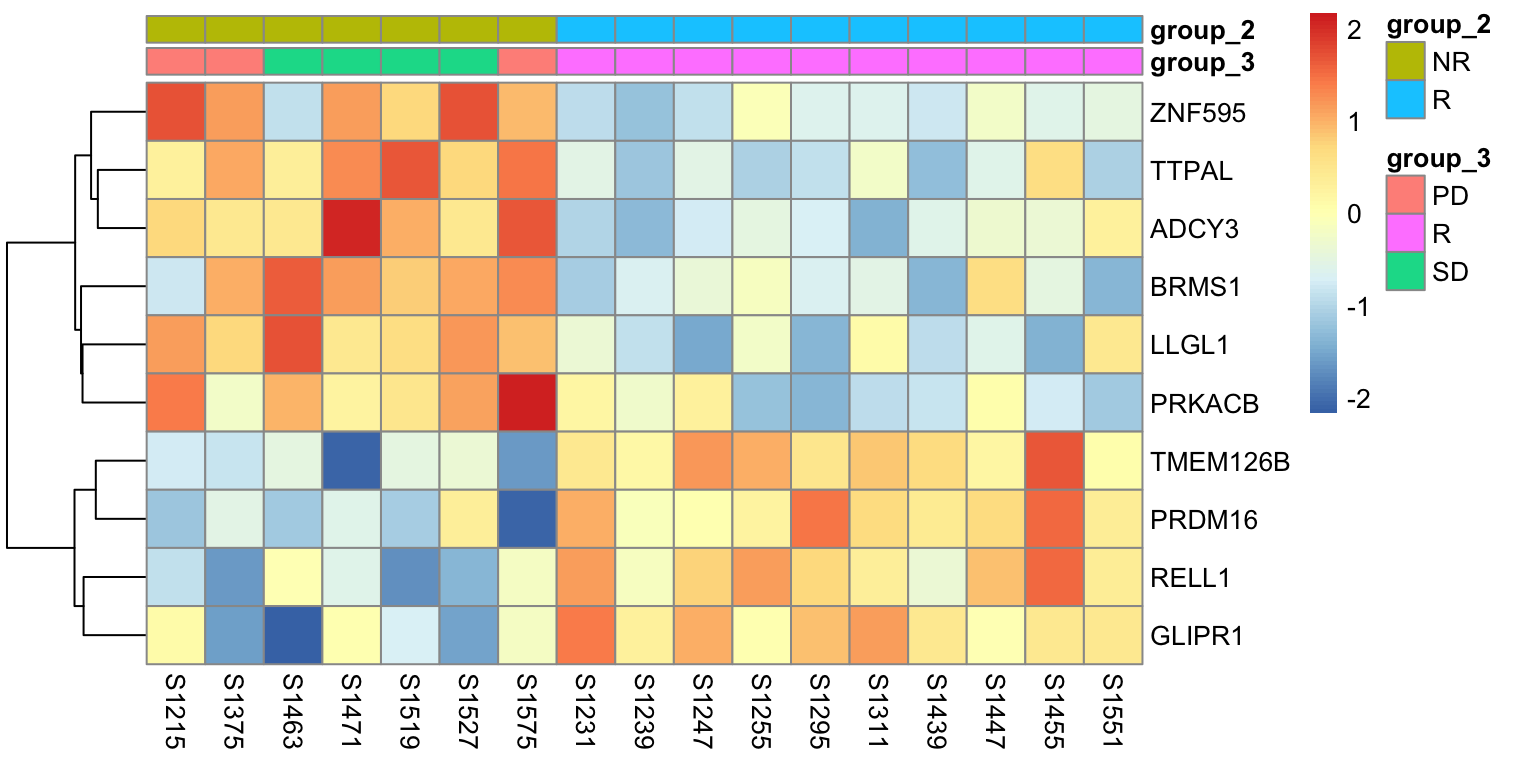 group_2
group_3
ZNF595
TTPAL
ADCY3
BRMS1
LLGL1
PRKACB
TMEM126B
PRDM16
RELL1
GLIPR1
S1215
S1375
S1463
S1471
S1519
S1527
S1575
S1231
S1239
S1247
S1255
S1295
S1311
S1439
S1447
S1455
S1551
2
1
0
-1
-2
group_2
NR
R
group_3
PD
R
SD